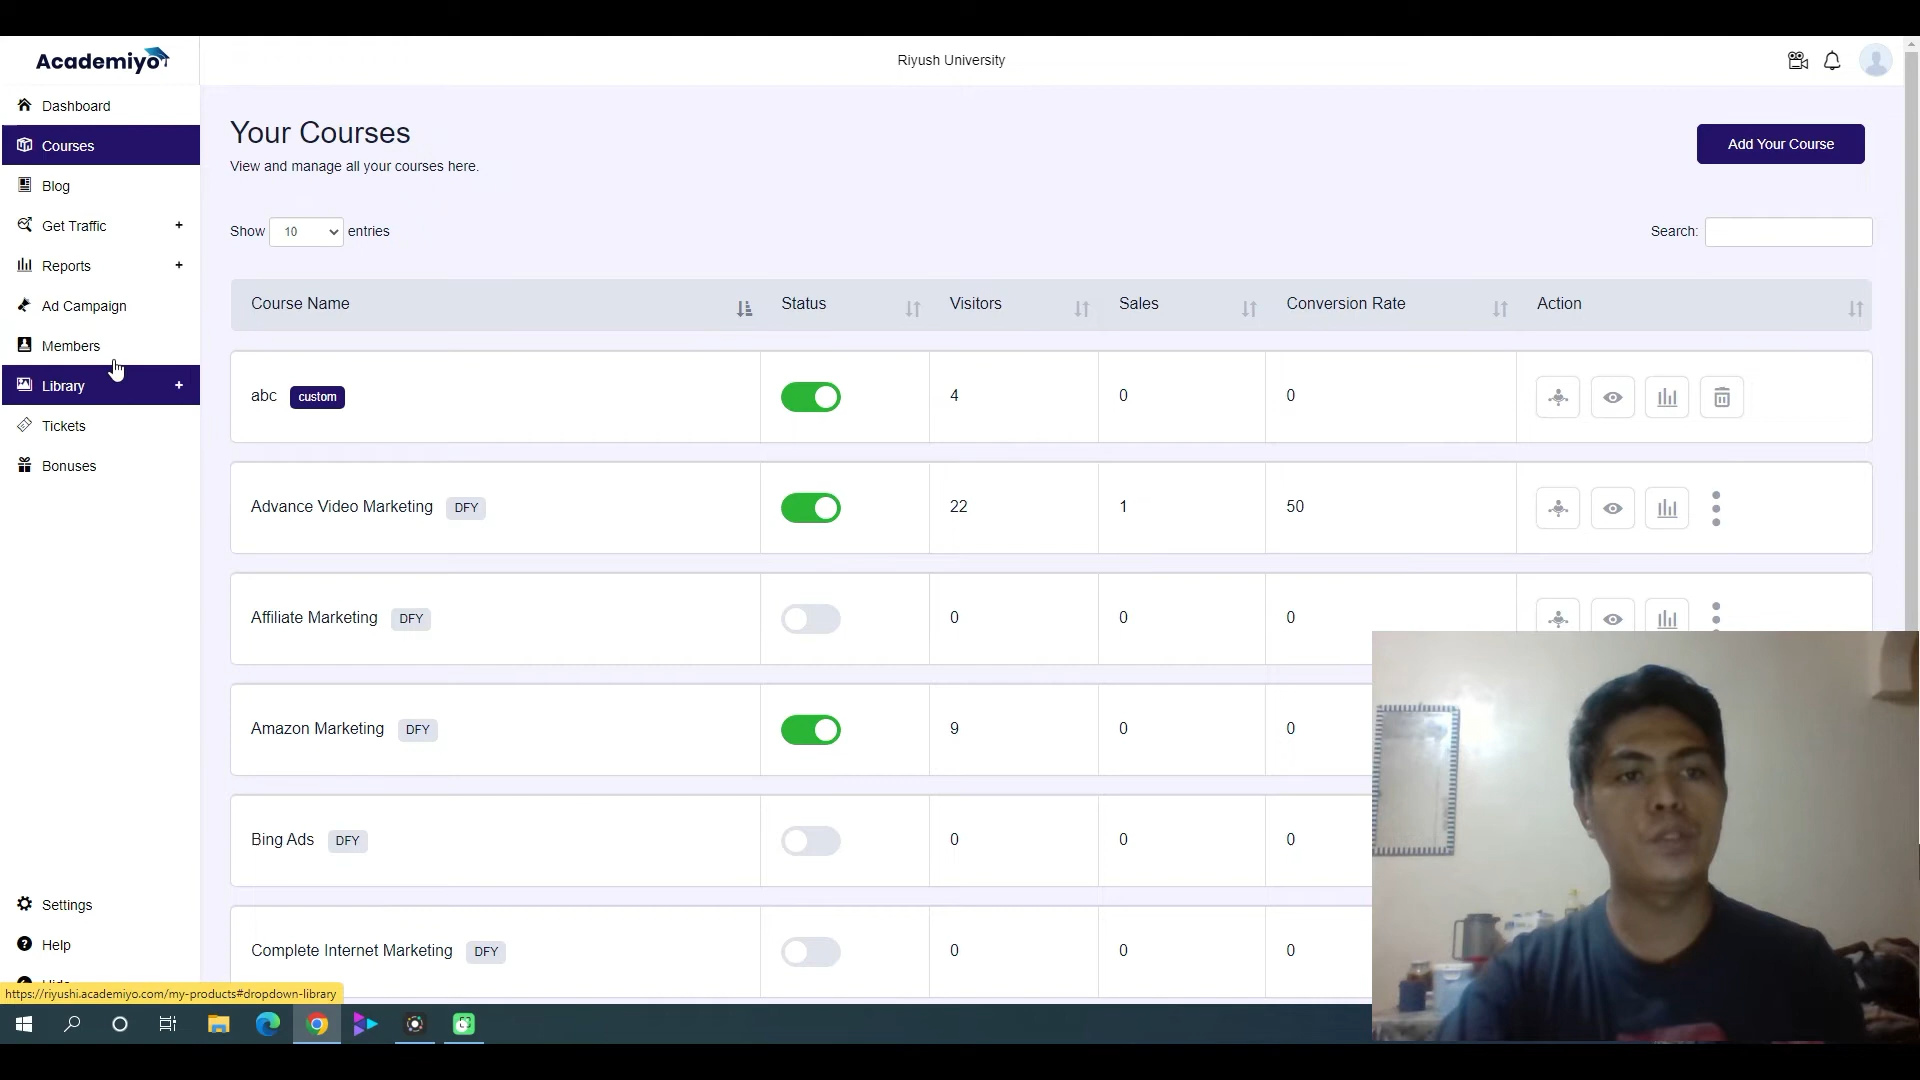 Academiyo
Riyush University
Dashboard
Courses
Blog
Get Traffic +
Reports +
Ad Campaign
Members
Library +
Tickets
Bonuses
Settings
Help
Your Courses
View and manage all your courses here.
Add Your Course
Show 10 entries
Search:
Course Name Status Visitors Sales Conversion Rate Action
abc custom 4 0 0
Advance Video Marketing DFY 22 1 50
Affiliate Marketing DFY 0 0 0
Amazon Marketing DFY 9 0 0
Bing Ads DFY 0 0 0
Complete Internet Marketing DFY 0 0 0
https://riyushi.academiyo.com/my-products#dropdown-library